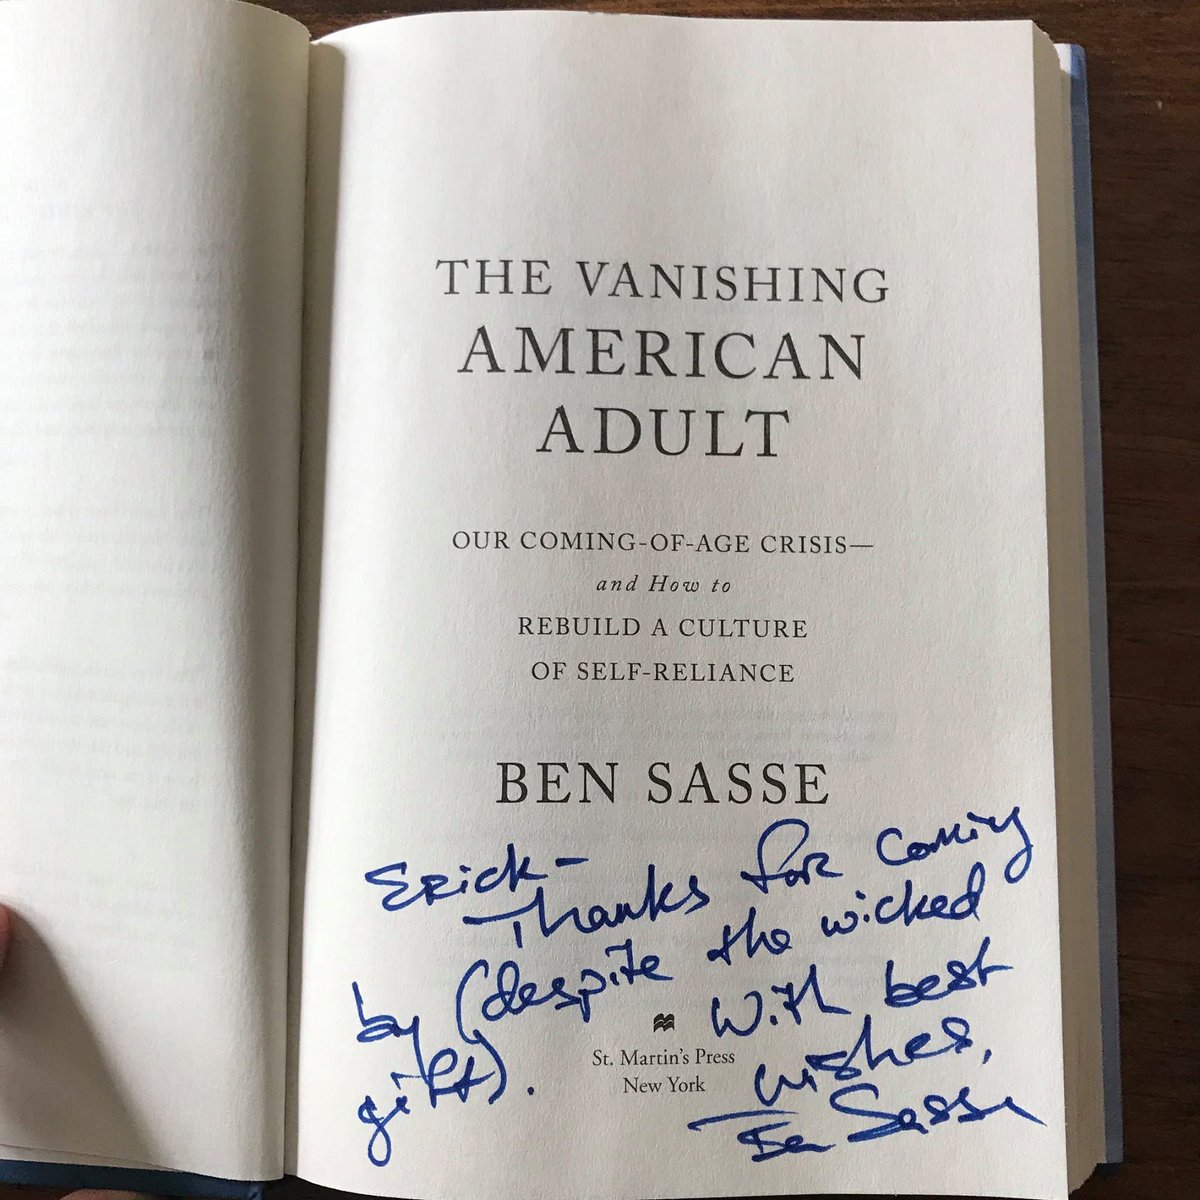 THE VANISHING
AMERICAN
ADULT
OUR COMING-OF-AGE CRISIS—
and How to
REBUILD A CULTURE
OF SELF-RELIANCE
BEN SASSE
Erick–
Thanks for coming
by (despite the wicked
gift). With best
wishes,
Ben Sasse
St. Martin's Press
New York